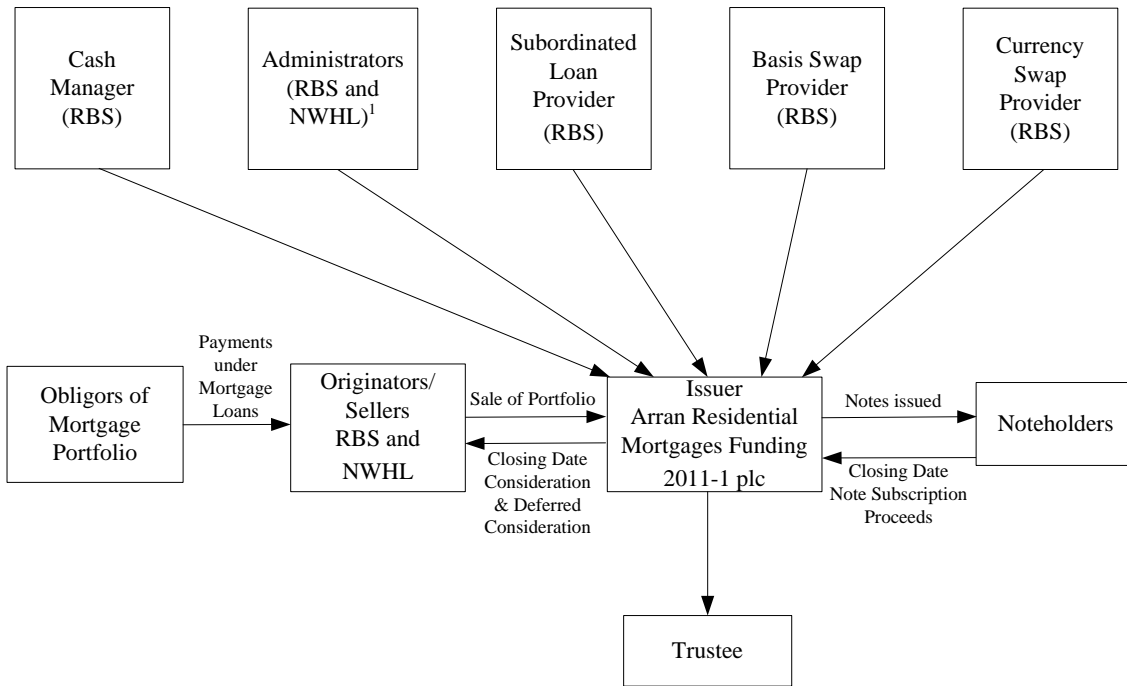 Cash
Manager
(RBS)
Administrators
(RBS and
NWHL)1
Subordinated
Loan
Provider
(RBS)
Basis Swap
Provider
(RBS)
Currency
Swap
Provider
(RBS)
Obligors of
Mortgage
Portfolio
Payments
under
Mortgage
Loans
Originators/
Sellers
RBS and
NWHL
Sale of Portfolio
Closing Date
Consideration
& Deferred
Consideration
Issuer
Arran Residential
Mortgages Funding
2011-1 plc
Notes issued
Closing Date
Note Subscription
Proceeds
Noteholders
Trustee